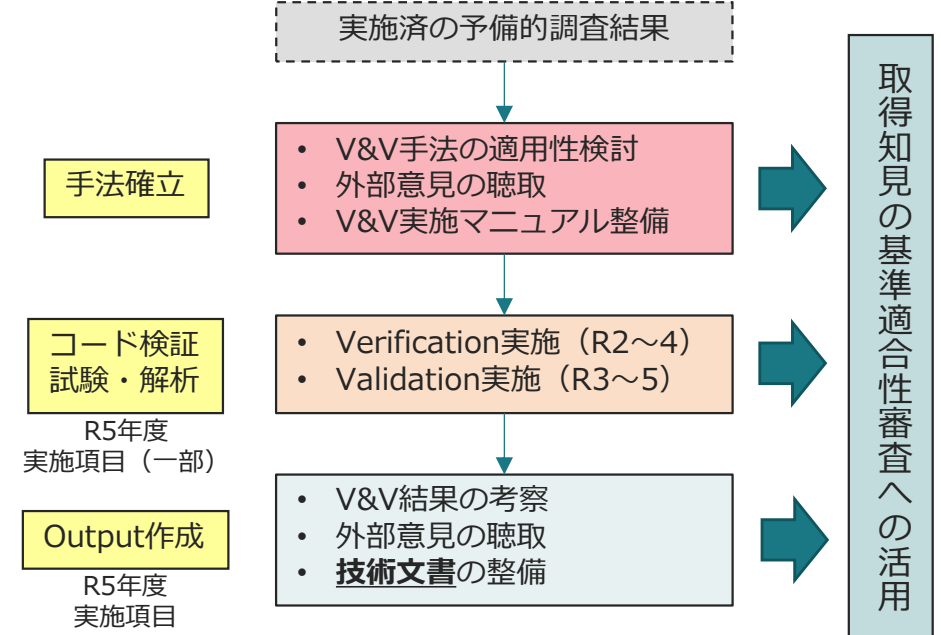 実施済の予備的調査結果
手法確立
• V&V手法の適用性検討
• 外部意見の聴取
• V&V実施マニュアル整備
コード検証
試験・解析
R5年度
実施項目（一部）
• Verification実施（R2～4）
• Validation実施（R3～5）
Output作成
R5年度
実施項目
• V&V結果の考察
• 外部意見の聴取
• 技術文書の整備
取得知見の基準適合性審査への活用